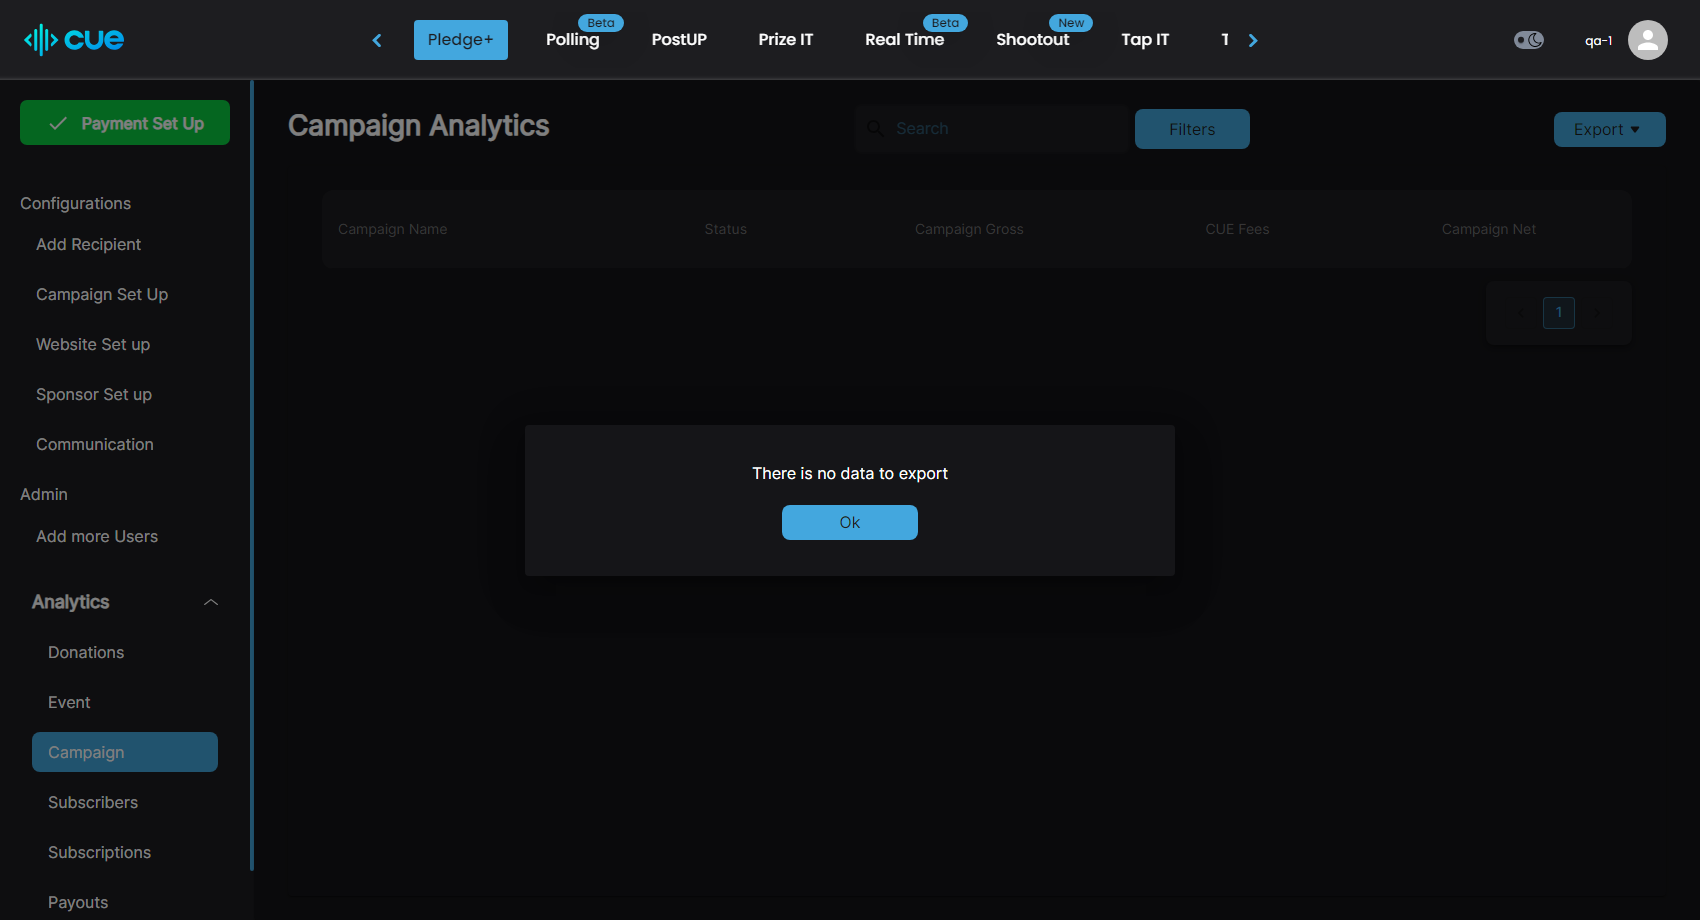 cue
Pledge+
Beta
Polling
PostUP
Prize IT
Beta
Real Time
New
Shootout
Tap IT
qa-1
Payment Set Up
Configurations
Add Recipient
Campaign Set Up
Website Set up
Sponsor Set up
Communication
Admin
Add more Users
Analytics
Donations
Event
Campaign
Subscribers
Subscriptions
Payouts
Campaign Analytics
Search
Filters
Export
Campaign Name Status Campaign Gross CUE Fees Campaign Net
1
There is no data to export
Ok